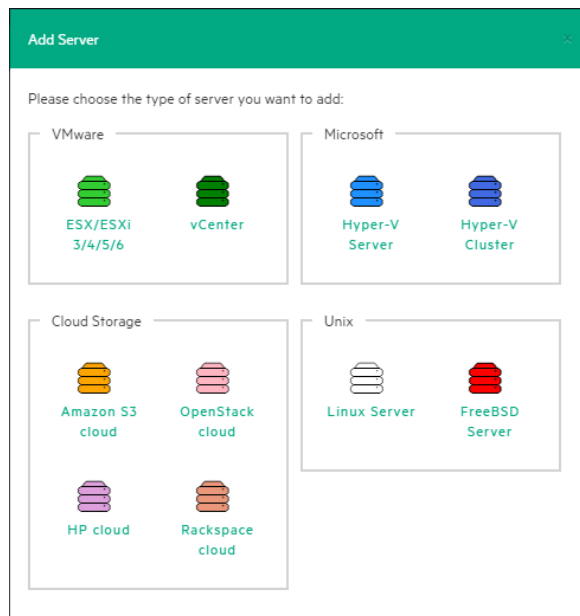 Add Server
Please choose the type of server you want to add:
VMware
ESX/ESXi
3/4/5/6
vCenter
Microsoft
Hyper-V
Server
Hyper-V
Cluster
Cloud Storage
Amazon S3
cloud
OpenStack
cloud
HP cloud
Rackspace
cloud
Unix
Linux Server
FreeBSD
Server